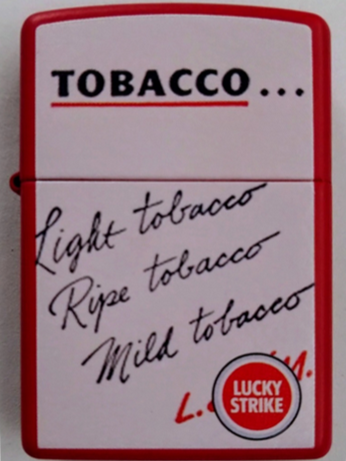 TOBACCO...
Light tobacco
Ripe tobacco
Mild tobacco
LUCKY
STRIKE